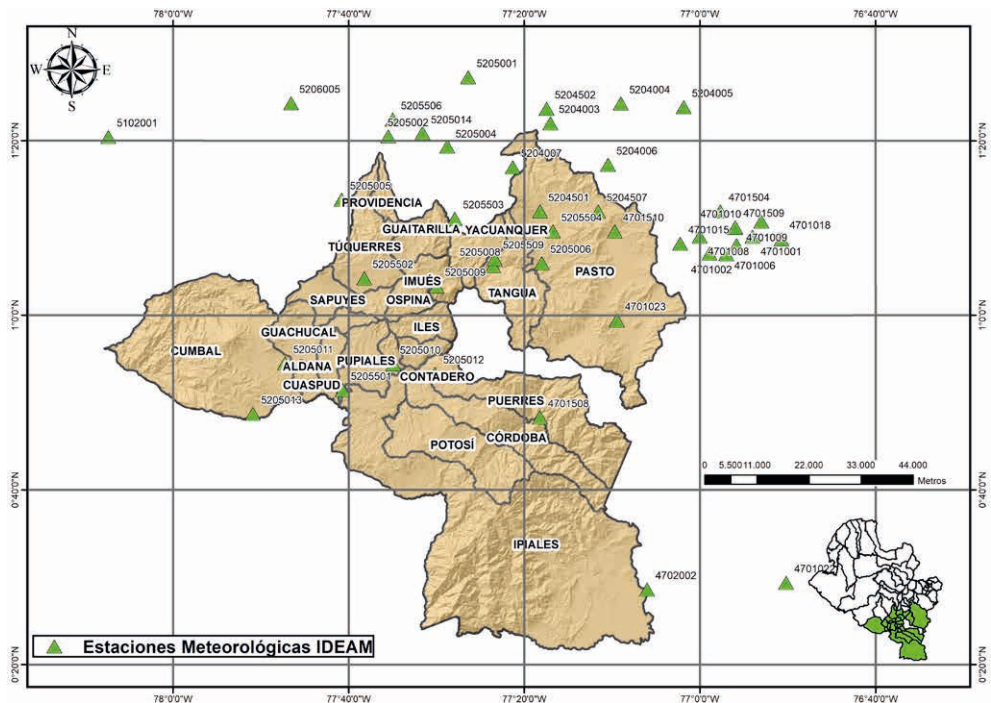 78°0'0"W 77°40'0"W 77°20'0"W 77°0'0"W 76°40'0"W
N
W E
S
5205001
5206005
5204004
5204502
5204005
5205506
5204003
5102001
5205014
5205002
1°20'0"N
1°20'0"N
5205004
5204007
5204006
5205005
PROVIDENCIA
5204501
5204507
4701504
5205503
GUAITARILLA
YACUANQUER
5205504
4701510
4701010
4701509
4701015
4701018
TÚQUERRES
5205509
5205008
5205006
4701009
4701008
4701001
5205502
5205009
IMUÉS
PASTO
4701002
4701006
SAPUYES
OSPINA
TANGUA
1°0'0"N
1°0'0"N
4701023
GUACHUCAL
ILES
CUMBAL
5205011
5205010
5205012
ALDANA
PUPIALES
CUASPUD
5205501
CONTADERO
5205013
PUERRES
4701508
CÓRDOBA
POTOSÍ
0 5.500 11.000 22.000 33.000 44.000
Metros
0°40'0"N
0°40'0"N
IPIALES
4702002
4701022
Estaciones Meteorológicas IDEAM
0°20'0"N
0°20'0"N
78°0'0"W 77°40'0"W 77°20'0"W 77°0'0"W 76°40'0"W